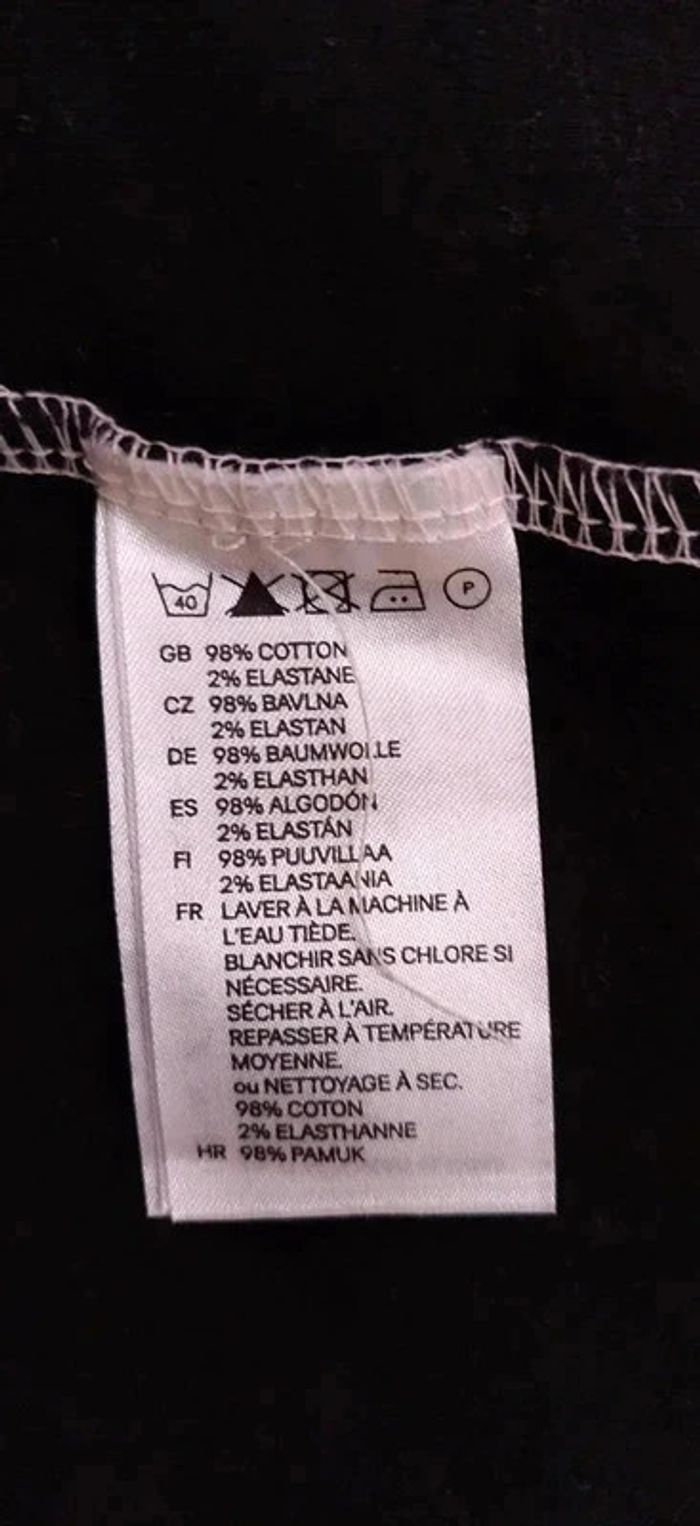 40 P
GB 98% COTTON
2% ELASTANE
CZ 98% BAVLNA
2% ELASTAN
DE 98% BAUMWOLLE
2% ELASTHAN
ES 98% ALGODÓN
2% ELASTÁN
FI 98% PUUVILLAA
2% ELASTAANIA
FR LAVER À LA MACHINE À
L'EAU TIÈDE.
BLANCHIR SANS CHLORE SI
NÉCESSAIRE.
SÉCHER À L'AIR.
REPASSER À TEMPÉRATURE
MOYENNE.
ou NETTOYAGE À SEC.
98% COTON
2% ELASTHANNE
HR 98% PAMUK